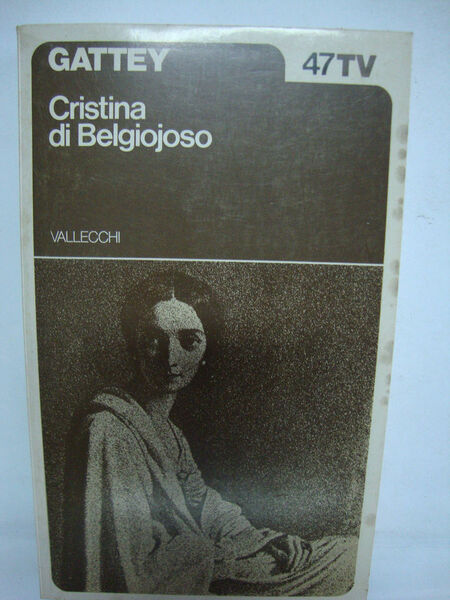 GATTEY
47TV
Cristina
di Belgiojoso
VALLECCHI